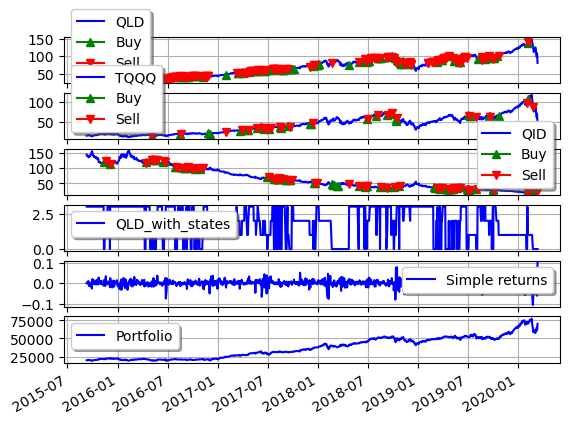 QLD
Buy
Sell
150
100
50
TQQQ
Buy
Sell
100
50
QID
Buy
Sell
150
100
50
QLD_with_states
2.5
0.0
Simple returns
0.1
0.0
−0.1
Portfolio
75000
50000
25000
2015-07
2016-01
2016-07
2017-01
2017-07
2018-01
2018-07
2019-01
2019-07
2020-01